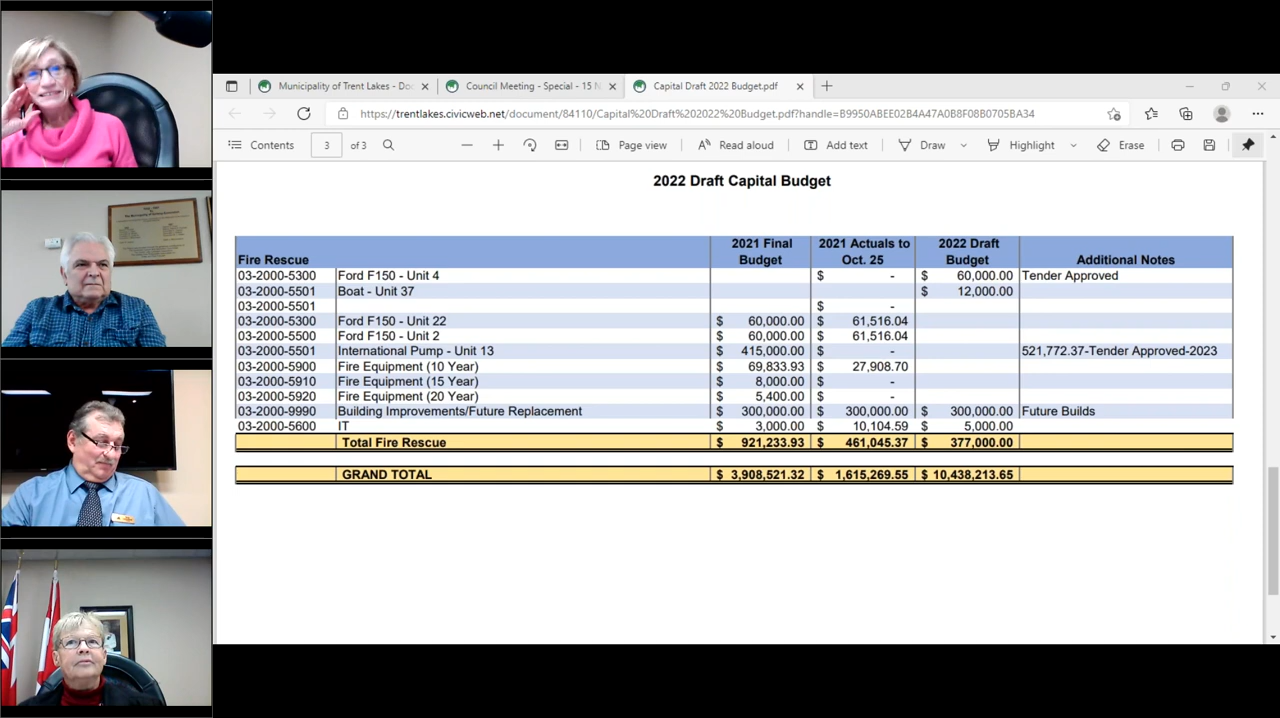 Municipality of Trent Lakes - Doc
Council Meeting - Special - 15 N
Capital Draft 2022 Budget.pdf
https://trentlakes.civicweb.net/document/84110/Capital%20Draft%202022%20Budget.pdf?handle=B9950ABEE02B4A47A0B8F08B0705BA34
Contents 3 of 3 Page view Read aloud Add text Draw Highlight Erase
2022 Draft Capital Budget
Fire Rescue 2021 Final Budget 2021 Actuals to Oct. 25 2022 Draft Budget Additional Notes
03-2000-5300 Ford F150 - Unit 4 $ - $ 60,000.00 Tender Approved
03-2000-5501 Boat - Unit 37 $ 12,000.00
03-2000-5501 $ -
03-2000-5300 Ford F150 - Unit 22 $ 60,000.00 $ 61,516.04
03-2000-5500 Ford F150 - Unit 2 $ 60,000.00 $ 61,516.04
03-2000-5501 International Pump - Unit 13 $ 415,000.00 $ - 521,772.37-Tender Approved-2023
03-2000-5900 Fire Equipment (10 Year) $ 69,833.93 $ 27,908.70
03-2000-5910 Fire Equipment (15 Year) $ 8,000.00 $ -
03-2000-5920 Fire Equipment (20 Year) $ 5,400.00 $ -
03-2000-9990 Building Improvements/Future Replacement $ 300,000.00 $ 300,000.00 $ 300,000.00 Future Builds
03-2000-5600 IT $ 3,000.00 $ 10,104.59 $ 5,000.00
Total Fire Rescue $ 921,233.93 $ 461,045.37 $ 377,000.00
GRAND TOTAL $ 3,908,521.32 $ 1,615,269.55 $ 10,438,213.65